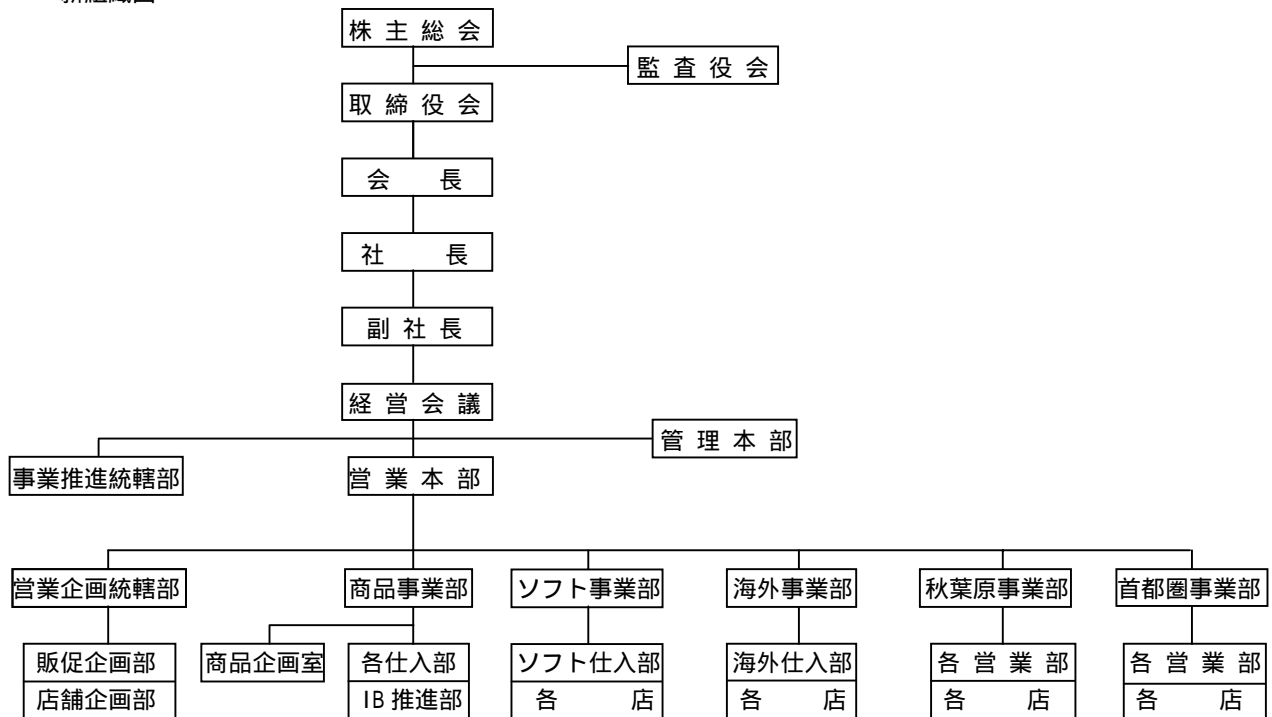 株 主 総 会
監 査 役 会
取 締 役 会
会 長
社 長
副 社 長
経 営 会 議
管 理 本 部
事業推進統轄部
営 業 本 部
営業企画統轄部
商品事業部
ソフト事業部
海外事業部
秋葉原事業部
首都圏事業部
販促企画部
店舗企画部
商品企画室
各仕入部
IB 推進部
ソフト仕入部
各 店
海外仕入部
各 店
各 営 業 部
各 店
各 営 業 部
各 店